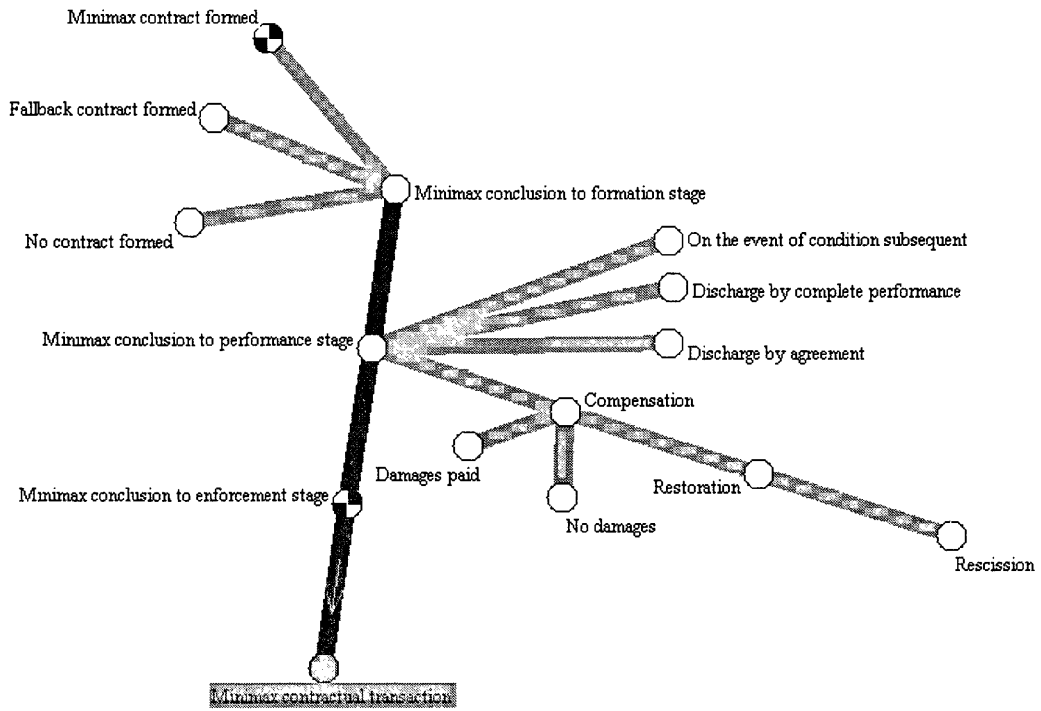 Minimax contract formed
Fallback contract formed
Minimax conclusion to formation stage
No contract formed
On the event of condition subsequent
Discharge by complete performance
Minimax conclusion to performance stage
Discharge by agreement
Compensation
Damages paid
Restoration
Minimax conclusion to enforcement stage
No damages
Rescission
Minimax contractual transaction